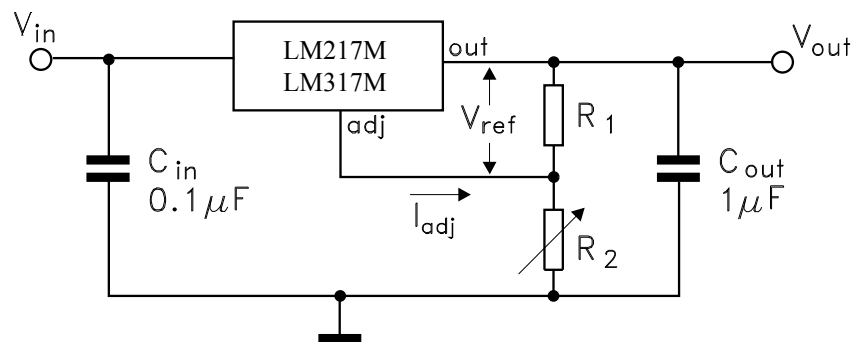 Vin
LM217M
LM317M
out
Vout
adj
Vref
R1
Cin
0.1μF
Iadj
R2
Cout
1μF